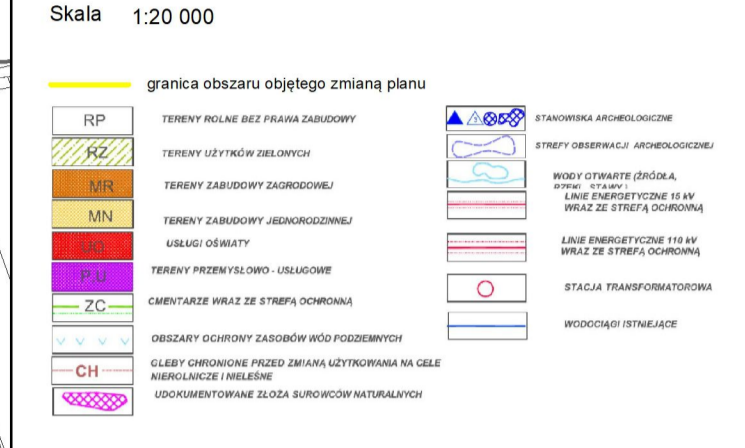 Skala 1:20 000
granica obszaru objętego zmianą planu
RP TERENY ROLNE BEZ PRAWA ZABUDOWY
RZ TERENY UŻYTKÓW ZIELONYCH
MR TERENY ZABUDOWY ZAGRODOWEJ
MN TERENY ZABUDOWY JEDNORODZINNEJ
UO USŁUGI OŚWIATY
P,U TERENY PRZEMYSŁOWO - USŁUGOWE
ZC CMENTARZE WRAZ ZE STREFĄ OCHRONNĄ
OBSZARY OCHRONY ZASOBÓW WÓD PODZIEMNYCH
CH GLEBY CHRONIONE PRZED ZMIANĄ UŻYTKOWANIA NA CELE
NIEROLNICZE I NIELEŚNE
UDOKUMENTOWANE ZŁOŻA SUROWCÓW NATURALNYCH
STANOWISKA ARCHEOLOGICZNE
STREFY OBSERWACJI ARCHEOLOGICZNEJ
WODY OTWARTE (ŹRÓDŁA,
RZEKI, STAWY)
LINIE ENERGETYCZNE 15 kV
WRAZ ZE STREFĄ OCHRONNĄ
LINIE ENERGETYCZNE 110 kV
WRAZ ZE STREFĄ OCHRONNĄ
STACJA TRANSFORMATOROWA
WODOCIĄGI ISTNIEJĄCE